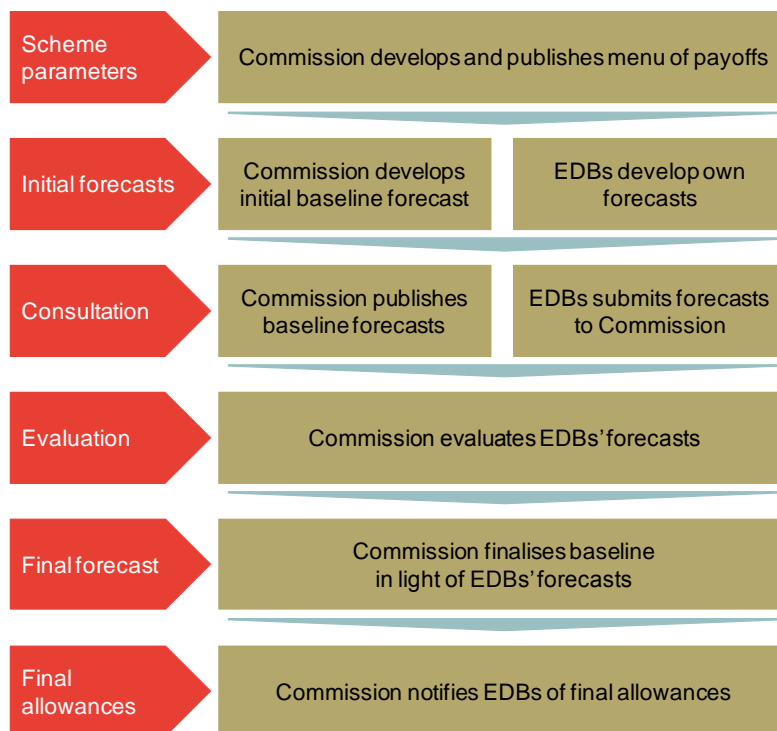 Scheme
parameters
Commission develops and publishes menu of payoffs
Initial forecasts
Commission develops
initial baseline forecast
EDBs develop own
forecasts
Consultation
Commission publishes
baseline forecasts
EDBs submits forecasts
to Commission
Evaluation
Commission evaluates EDBs' forecasts
Final forecast
Commission finalises baseline
in light of EDBs' forecasts
Final
allowances
Commission notifies EDBs of final allowances